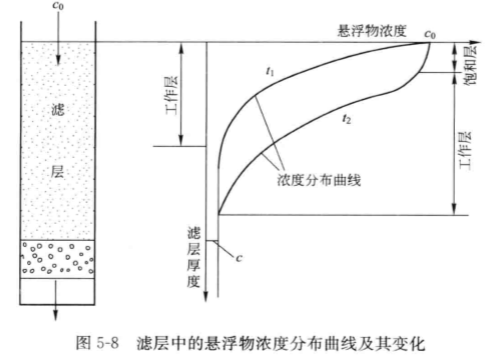 c₀
悬浮物浓度
c₀
饱和层
工作层
t₁
滤
层
t₂
工作层
浓度分布曲线
滤层厚度
c
图 5-8 滤层中的悬浮物浓度分布曲线及其变化